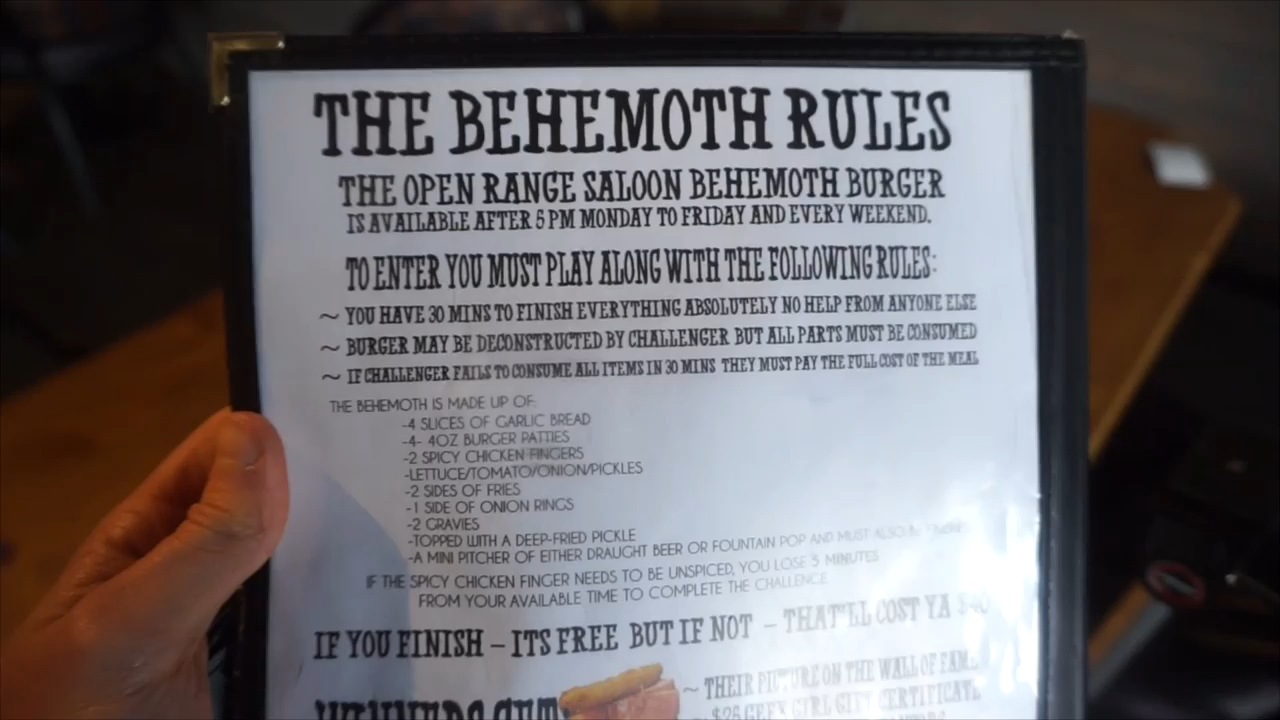 THE BEHEMOTH RULES
THE OPEN RANGE SALOON BEHEMOTH BURGER
IS AVAILABLE AFTER 5 PM MONDAY TO FRIDAY AND EVERY WEEKEND.
TO ENTER YOU MUST PLAY ALONG WITH THE FOLLOWING RULES:
~ YOU HAVE 30 MINS TO FINISH EVERYTHING ABSOLUTELY NO HELP FROM ANYONE ELSE
~ BURGER MAY BE DECONSTRUCTED BY CHALLENGER BUT ALL PARTS MUST BE CONSUMED
~ IF CHALLENGER FAILS TO CONSUME ALL ITEMS IN 30 MINS THEY MUST PAY THE FULL COST OF THE MEAL
THE BEHEMOTH IS MADE UP OF:
-4 SLICES OF GARLIC BREAD
-4- 4OZ BURGER PATTIES
-2 SPICY CHICKEN FINGERS
-LETTUCE/TOMATO/ONION/PICKLES
-2 SIDES OF FRIES
-1 SIDE OF ONION RINGS
-2 GRAVIES
-TOPPED WITH A DEEP-FRIED PICKLE
-A MINI PITCHER OF EITHER DRAUGHT BEER OR FOUNTAIN POP AND MUST ALSO BE
IF THE SPICY CHICKEN FINGER NEEDS TO BE UNSPICED, YOU LOSE 5 MINUTES
FROM YOUR AVAILABLE TIME TO COMPLETE THE CHALLENGE
IF YOU FINISH – ITS FREE BUT IF NOT – THAT'LL COST YA $40
WINNERS GET:
~ THEIR PICTURE ON THE WALL OF FAME
$25 GEEK GIRL GIFT CERTIFICATE